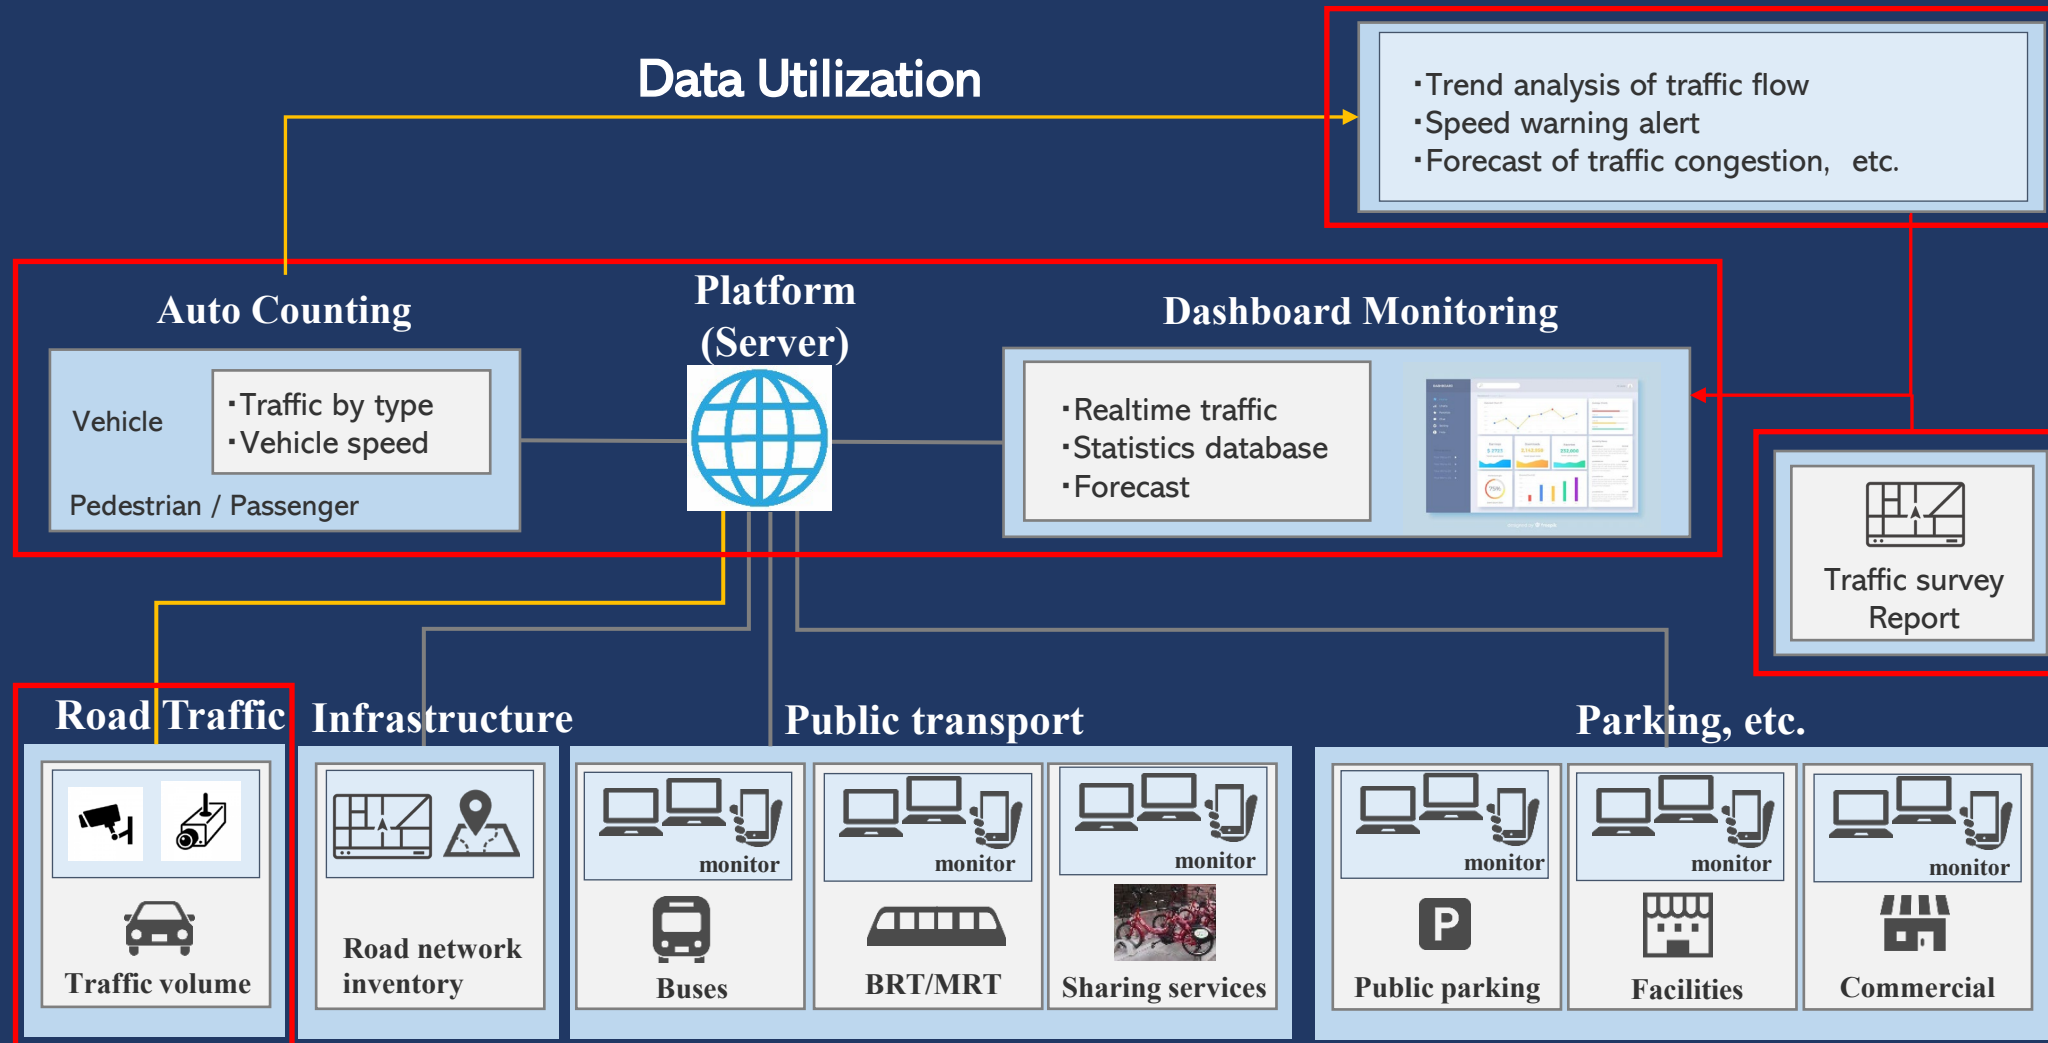 Data Utilization
・Trend analysis of traffic flow
・Speed warning alert
・Forecast of traffic congestion, etc.
Auto Counting
Platform
(Server)
Dashboard Monitoring
Vehicle
・Traffic by type
・Vehicle speed
Pedestrian / Passenger
・Realtime traffic
・Statistics database
・Forecast
75%
Traffic survey
Report
Road Traffic
Infrastructure
Public transport
Parking, etc.
Traffic volume
Road network
inventory
monitor
Buses
monitor
BRT/MRT
monitor
Sharing services
monitor
P
Public parking
monitor
Facilities
monitor
Commercial